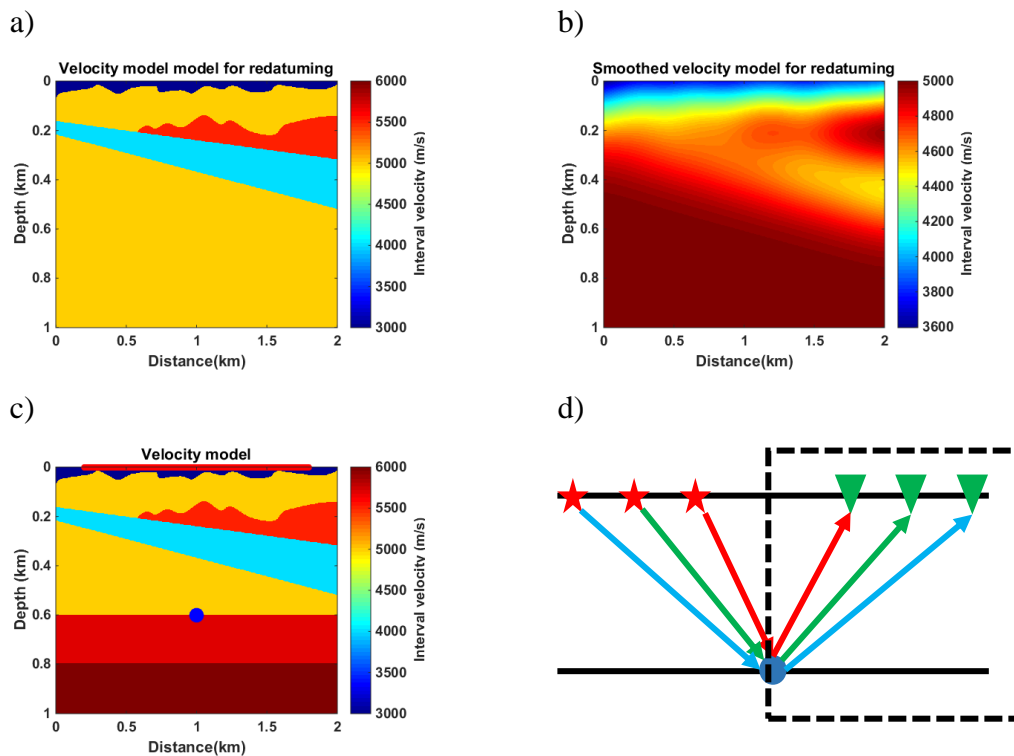 a)
b)
Velocity model model for redatuming
0
0.2
0.4
0.6
0.8
1
Depth (km)
0 0.5 1 1.5 2
Distance(km)
6000
5500
5000
4500
4000
3500
3000
Interval velocity (m/s)
Smoothed velocity model for redatuming
0
0.2
0.4
0.6
0.8
1
Depth (km)
0 0.5 1 1.5 2
Distance(km)
5000
4800
4600
4400
4200
4000
3800
3600
Interval velocity (m/s)
c)
d)
Velocity model
0
0.2
0.4
0.6
0.8
1
Depth (km)
0 0.5 1 1.5 2
Distance(km)
6000
5500
5000
4500
4000
3500
3000
Interval velocity (m/s)